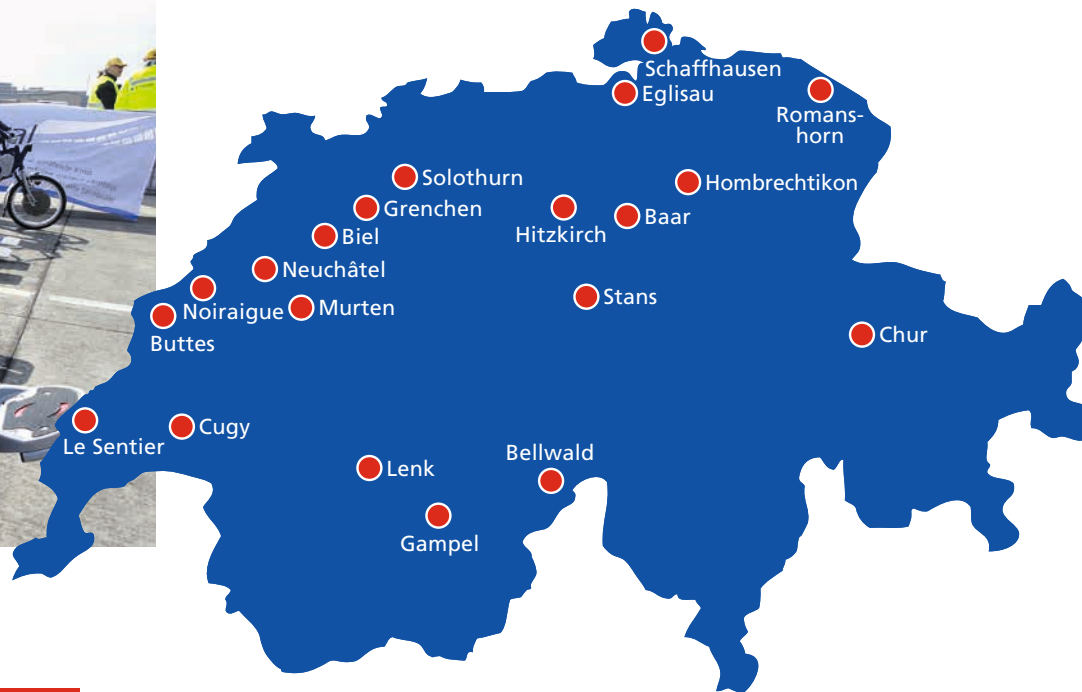 Schaffhausen
Eglisau
Romans-
horn
Solothurn
Hombrechtikon
Grenchen
Hitzkirch
Baar
Biel
Neuchâtel
Stans
Noiraigue
Murten
Buttes
Chur
Le Sentier
Cugy
Bellwald
Lenk
Gampel